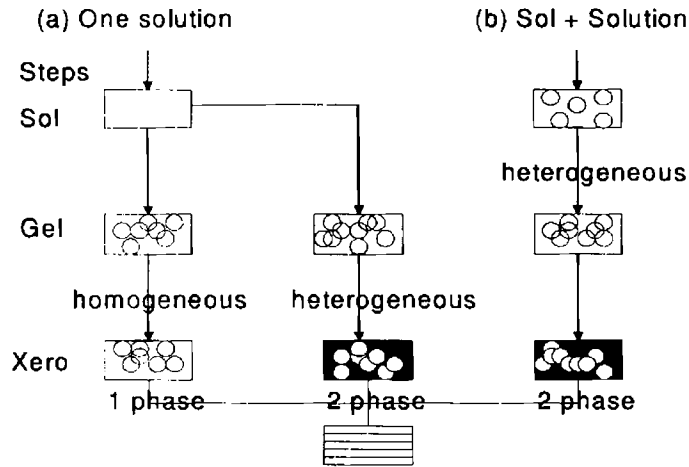 (a) One solution
(b) Sol + Solution
Steps
Sol
heterogeneous
Gel
homogeneous
heterogeneous
Xero
1 phase
2 phase
2 phase